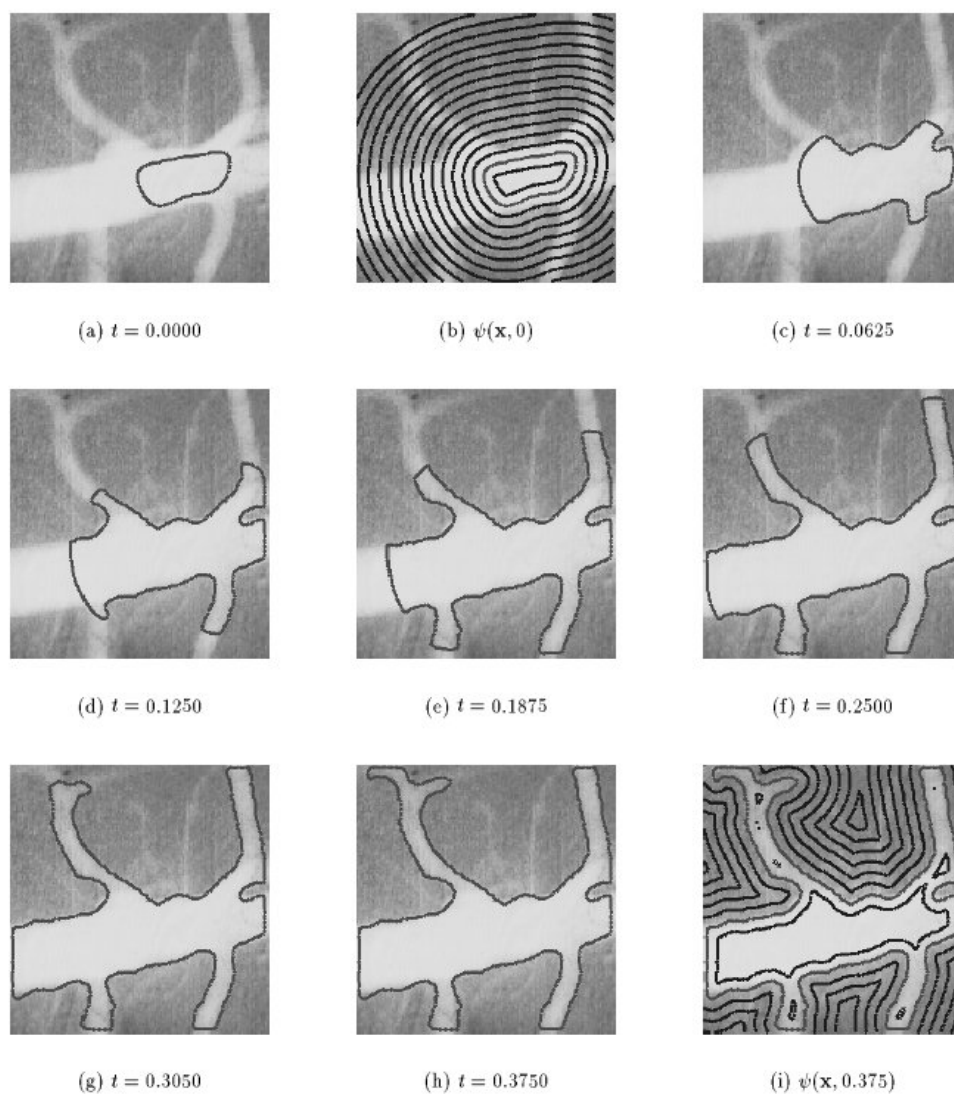 (a) t = 0.0000
(b) ψ(x, 0)
(c) t = 0.0625
(d) t = 0.1250
(e) t = 0.1875
(f) t = 0.2500
(g) t = 0.3050
(h) t = 0.3750
(i) ψ(x, 0.375)